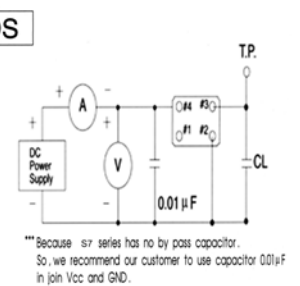 OS
T.P.
+ - 
A
+ + #4 #3
#1 #2
DC
Power
Supply
V
CL
0.01 μF
- -
***Because S7 series has no by pass capacitor.
So, we recommend our customer to use capacitor 0.01μF
in join Vcc and GND.